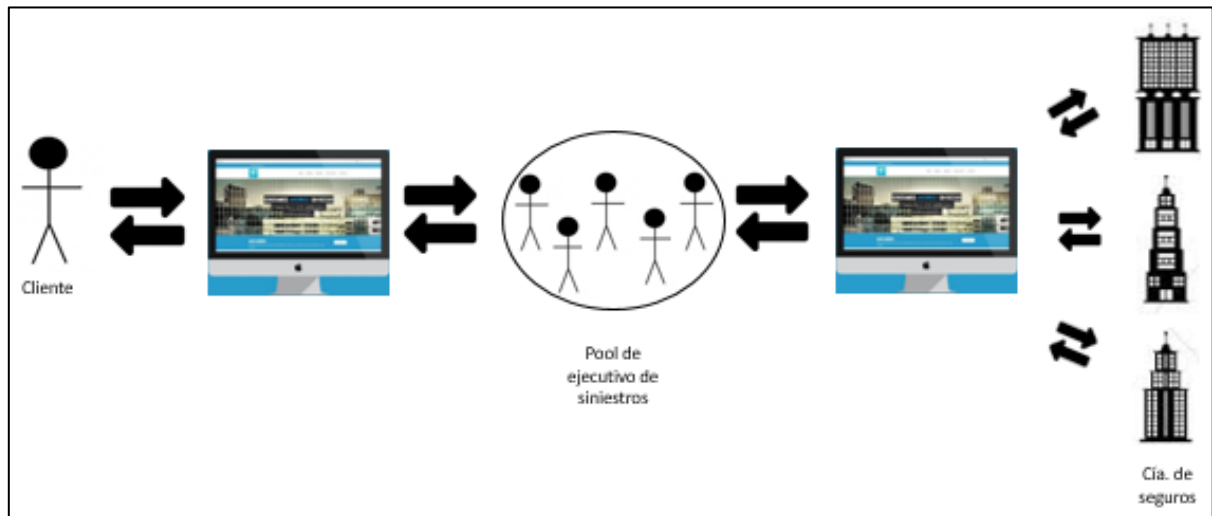 Cliente
Pool de
ejecutivo de
siniestros
Cía. de
seguros